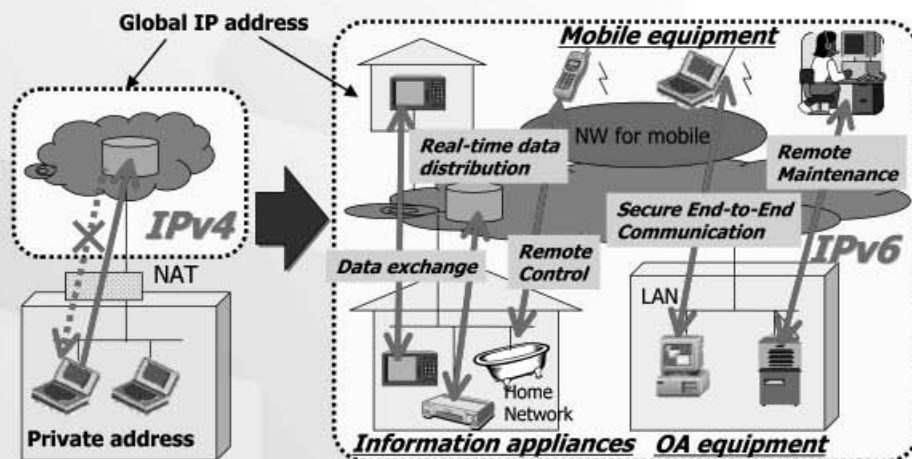 Global IP address
IPv4
NAT
Private address
Mobile equipment
NW for mobile
Real-time data
distribution
Remote
Maintenance
Secure End-to-End
Communication
IPv6
Data exchange
Remote
Control
LAN
Home
Network
Information appliances
OA equipment